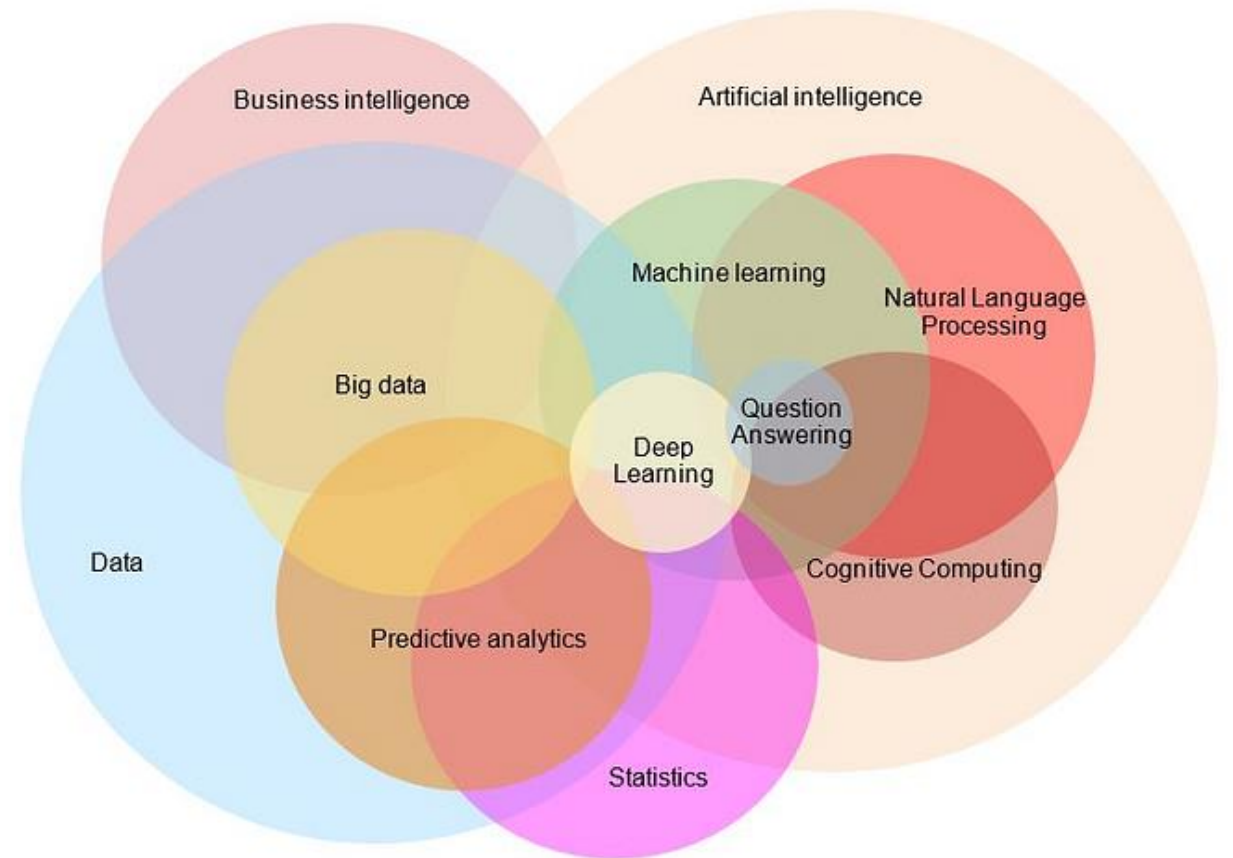 Business intelligence
Artificial intelligence
Machine learning
Natural Language
Processing
Big data
Question
Answering
Deep
Learning
Data
Cognitive Computing
Predictive analytics
Statistics